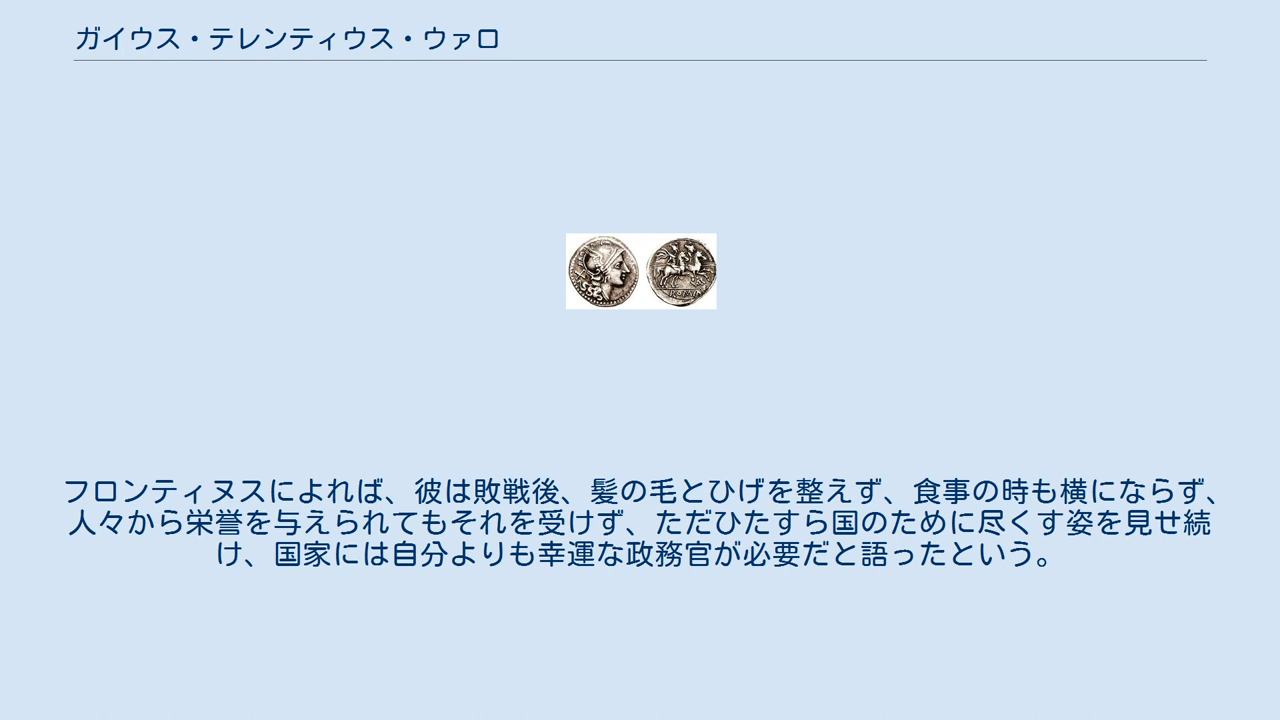 ガイウス・テレンティウス・ウァロ
フロンティヌスによれば、彼は敗戦後、髪の毛とひげを整えず、食事の時も横にならず、
人々から栄誉を与えられてもそれを受けず、ただひたすら国のために尽くす姿を見せ続
け、国家には自分よりも幸運な政務官が必要だと語ったという。